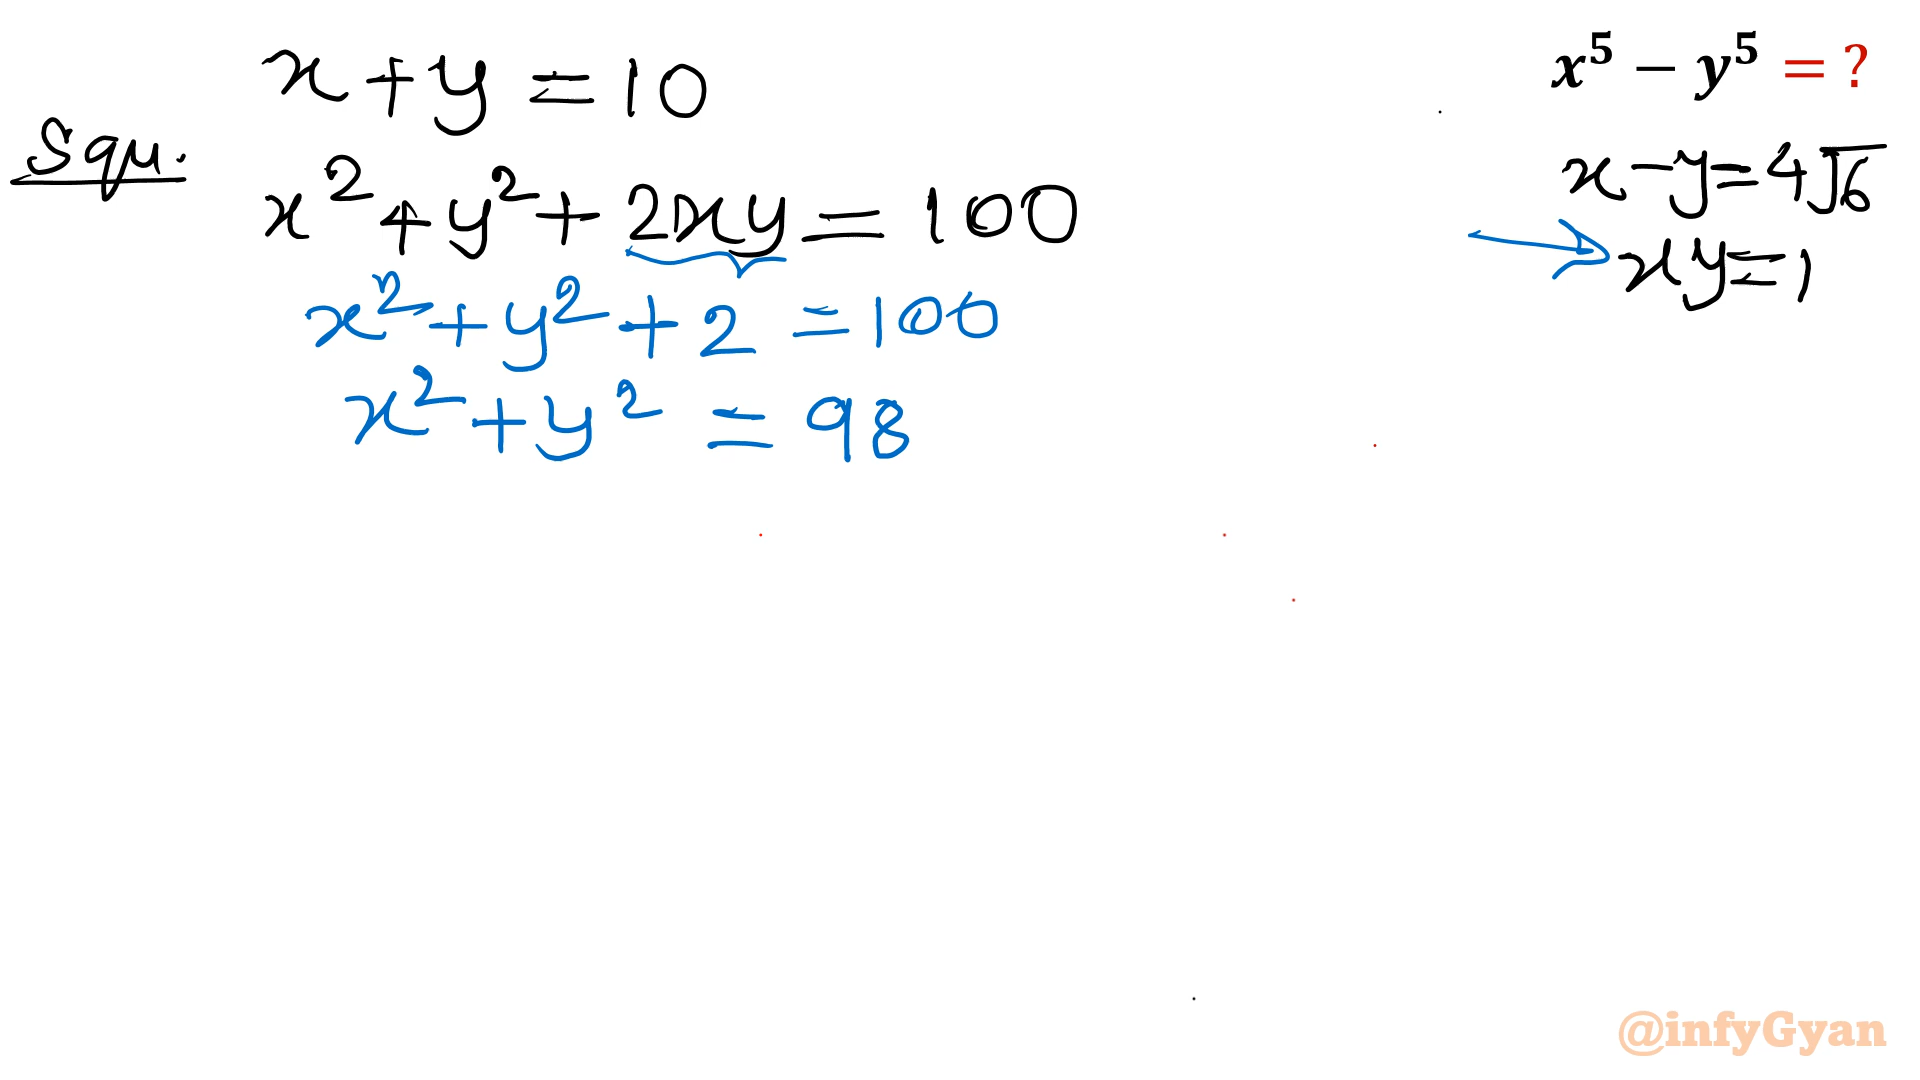 x + y = 10
Squ.
x² + y² + 2xy = 100
x² + y² + 2 = 100
x² + y² = 98
x⁵ − y⁵ = ?
x − y = 4√6
xy = 1
@infyGyan